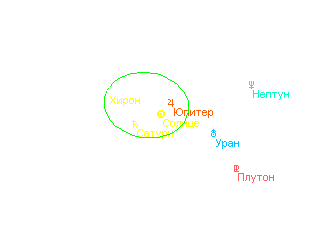 Нептун
Хирон
Юпитер
Солнце
Сатурн
Уран
Плутон